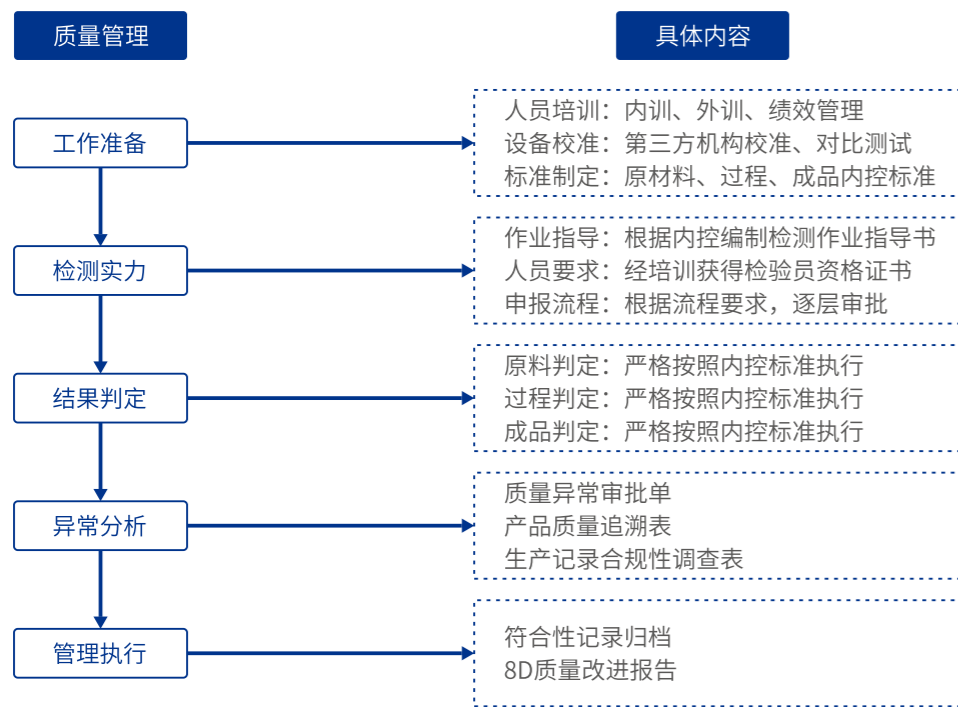 质量管理
具体内容
工作准备
人员培训：内训、外训、绩效管理
设备校准：第三方机构校准、对比测试
标准制定：原材料、过程、成品内控标准
检测实力
作业指导：根据内控编制检测作业指导书
人员要求：经培训获得检验员资格证书
申报流程：根据流程要求，逐层审批
结果判定
原料判定：严格按照内控标准执行
过程判定：严格按照内控标准执行
成品判定：严格按照内控标准执行
异常分析
质量异常审批单
产品质量追溯表
生产记录合规性调查表
管理执行
符合性记录归档
8D质量改进报告